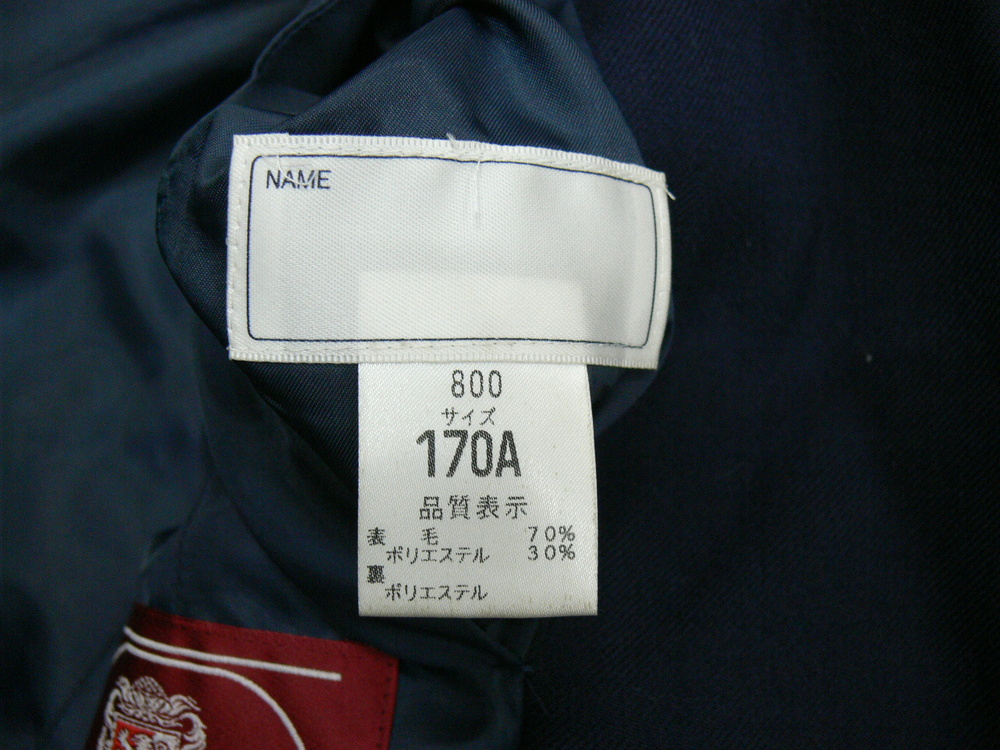 NAME
800
サイズ
170A
品質表示
表 毛 70%
ポリエステル 30%
裏
ポリエステル